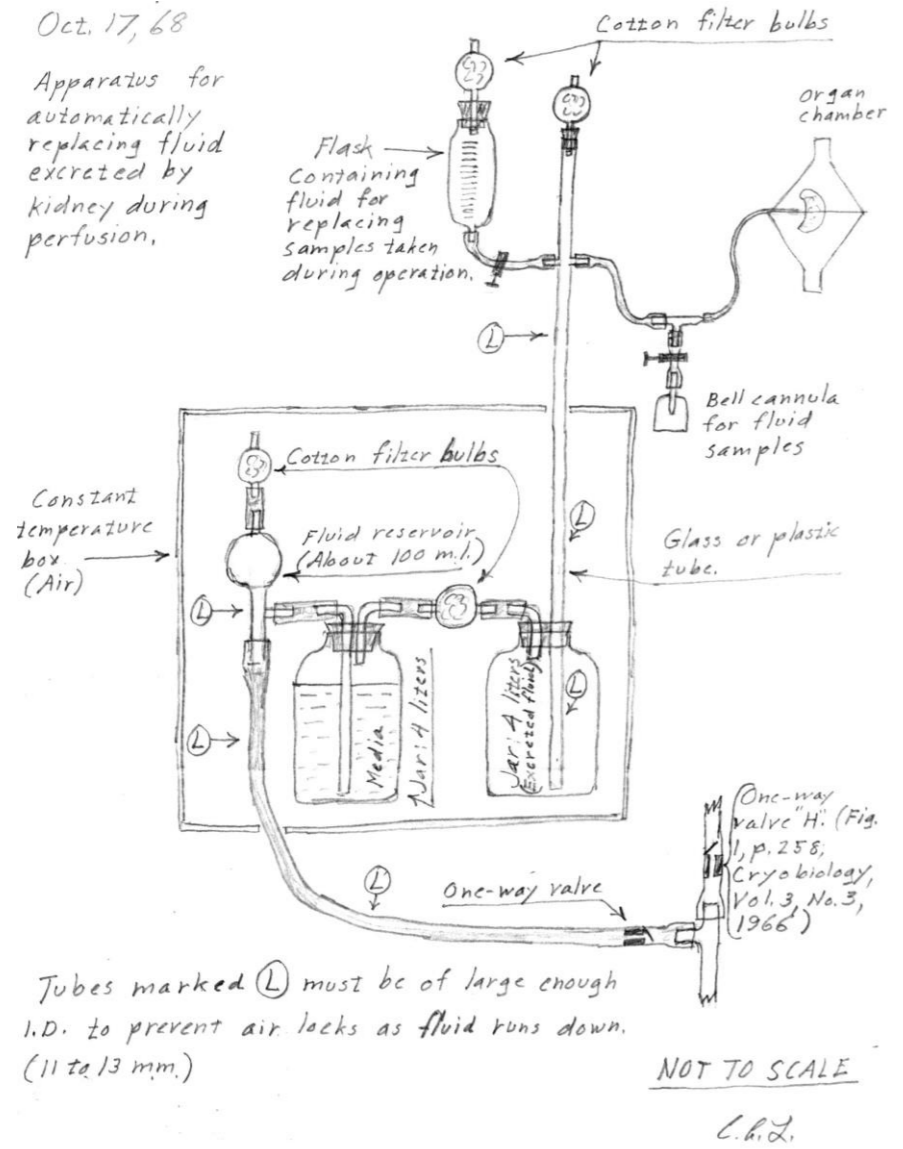 Oct. 17, 68
Apparatus for
automatically
replacing fluid
excreted by
kidney during
perfusion.
Cotton filter bulbs
Organ
chamber
Flask
Containing
fluid for
replacing
samples taken
during operation.
L
Bell cannula
for fluid
samples
Cotton filter bulbs
Constant
temperature
box
(Air)
Fluid reservoir
(About 100 m.l.)
L
Glass or plastic
tube.
L
L
L
Media
Jar: 4 liters
Jar: 4 liters
(Excreted fluid)
One-way
valve "H". (Fig.
1, p. 258,
Cryobiology,
Vol. 3, No. 3,
1966)
L
One-way valve
Tubes marked L must be of large enough
I.D. to prevent air locks as fluid runs down.
(11 to 13 mm.)
NOT TO SCALE
C.A.L.